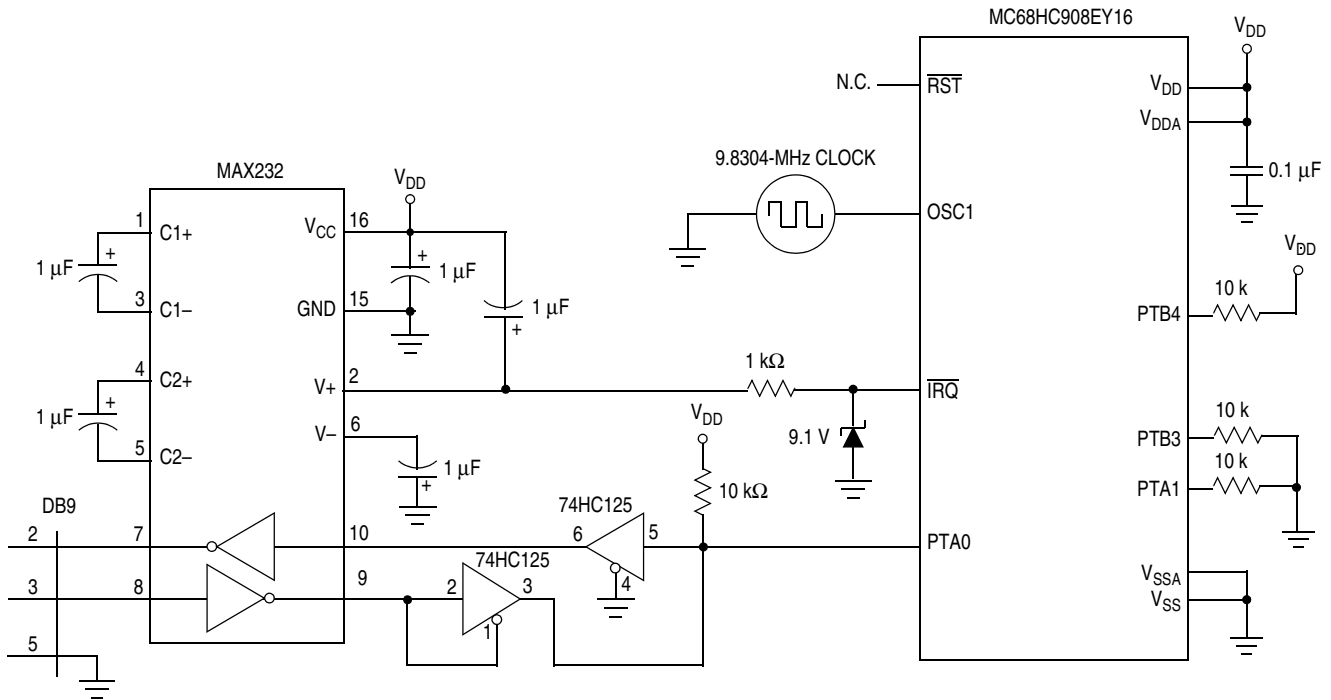 MC68HC908EY16
VDD
N.C.
RST
VDD
VDDA
9.8304-MHz CLOCK
0.1 µF
MAX232
VDD
OSC1
1
C1+
VCC
16
1 µF
+
+
1 µF
VDD
3
C1–
GND
15
1 µF
+
10 k
PTB4
4
C2+
V+
2
1 kΩ
IRQ
1 µF
+
VDD
9.1 V
10 k
PTB3
V–
6
5
C2–
1 µF
+
10 kΩ
10 k
PTA1
DB9
74HC125
2
7
10
6
5
PTA0
74HC125
4
3
8
9
2
3
VSSA
1
VSS
5